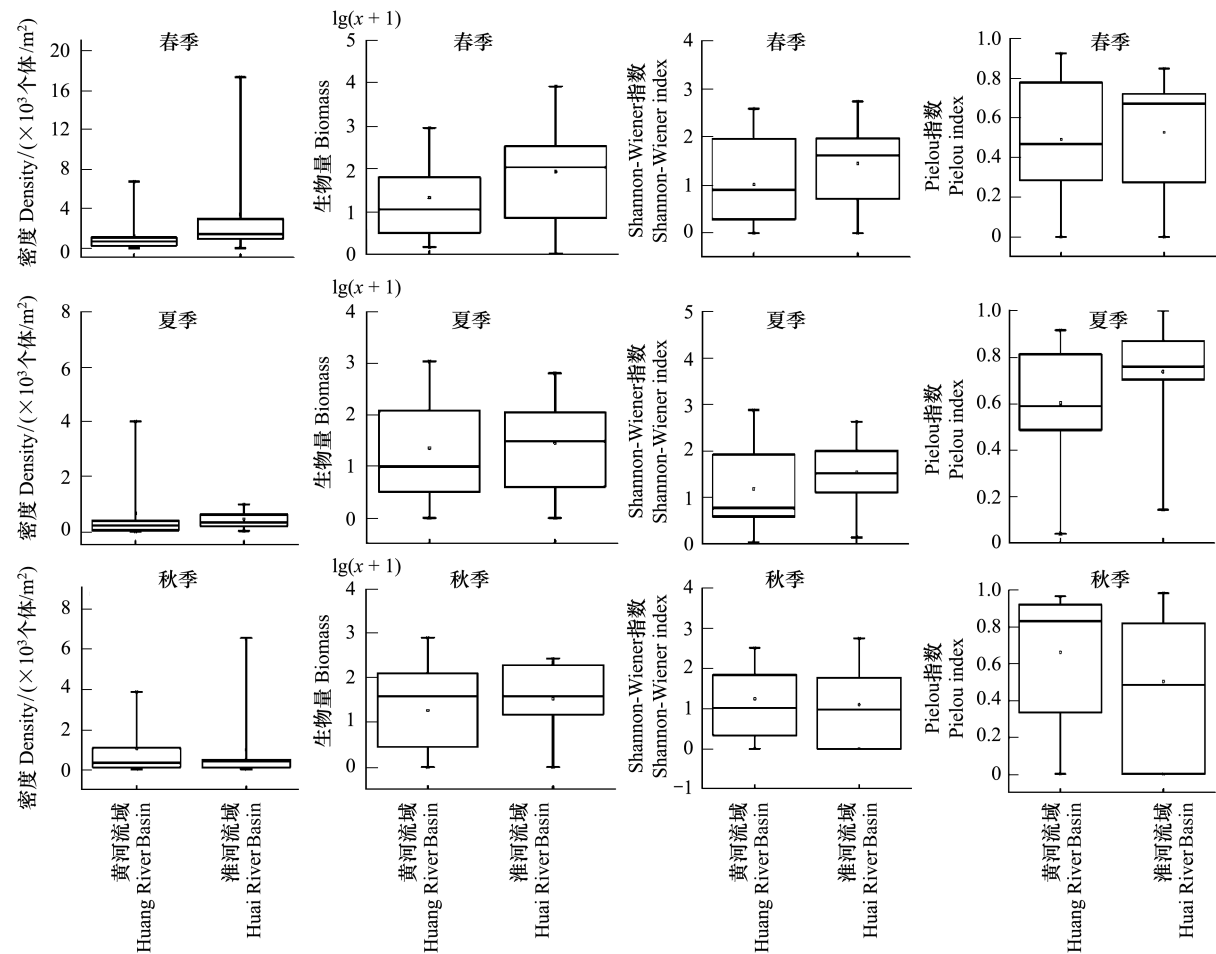 春季
密度 Density/(×10³个体/m²)
20
16
12
8
4
0
lg(x + 1)
春季
生物量 Biomass
5
4
3
2
1
0
春季
Shannon-Wiener指数
Shannon-Wiener index
4
3
2
1
0
春季
Pielou指数
Pielou index
1.0
0.8
0.6
0.4
0.2
0
夏季
密度 Density/(×10³个体/m²)
8
6
4
2
0
lg(x + 1)
夏季
生物量 Biomass
4
3
2
1
0
夏季
Shannon-Wiener指数
Shannon-Wiener index
5
4
3
2
1
0
夏季
Pielou指数
Pielou index
1.0
0.8
0.6
0.4
0.2
0
秋季
密度 Density/(×10³个体/m²)
8
6
4
2
0
黄河流域
Huang RiverBasin
淮河流域
Huai RiverBasin
lg(x + 1)
秋季
生物量 Biomass
4
3
2
1
0
黄河流域
Huang RiverBasin
淮河流域
Huai RiverBasin
秋季
Shannon-Wiener指数
Shannon-Wiener index
4
3
2
1
0
−1
黄河流域
Huang RiverBasin
淮河流域
Huai RiverBasin
秋季
Pielou指数
Pielou index
1.0
0.8
0.6
0.4
0.2
0
黄河流域
Huang RiverBasin
淮河流域
Huai RiverBasin